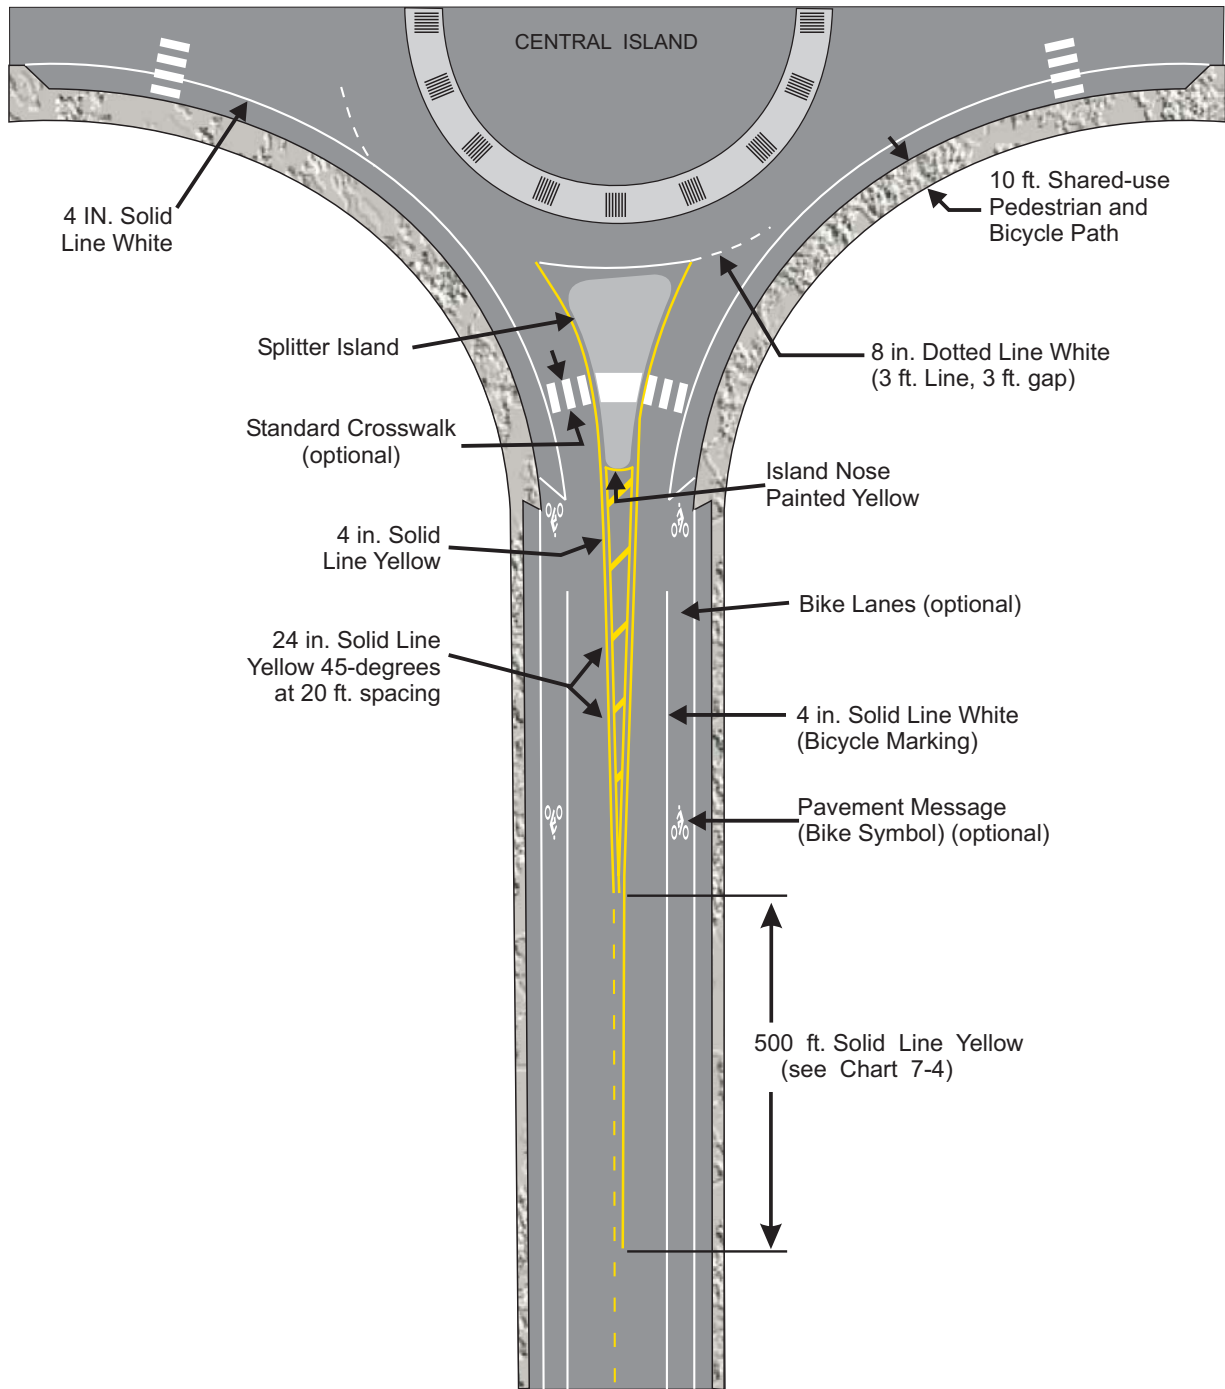 CENTRAL ISLAND
4 IN. Solid
Line White
10 ft. Shared-use
Pedestrian and
Bicycle Path
Splitter Island
8 in. Dotted Line White
(3 ft. Line, 3 ft. gap)
Standard Crosswalk
(optional)
Island Nose
Painted Yellow
4 in. Solid
Line Yellow
Bike Lanes (optional)
24 in. Solid Line
Yellow 45-degrees
at 20 ft. spacing
4 in. Solid Line White
(Bicycle Marking)
Pavement Message
(Bike Symbol) (optional)
500 ft. Solid Line Yellow
(see Chart 7-4)